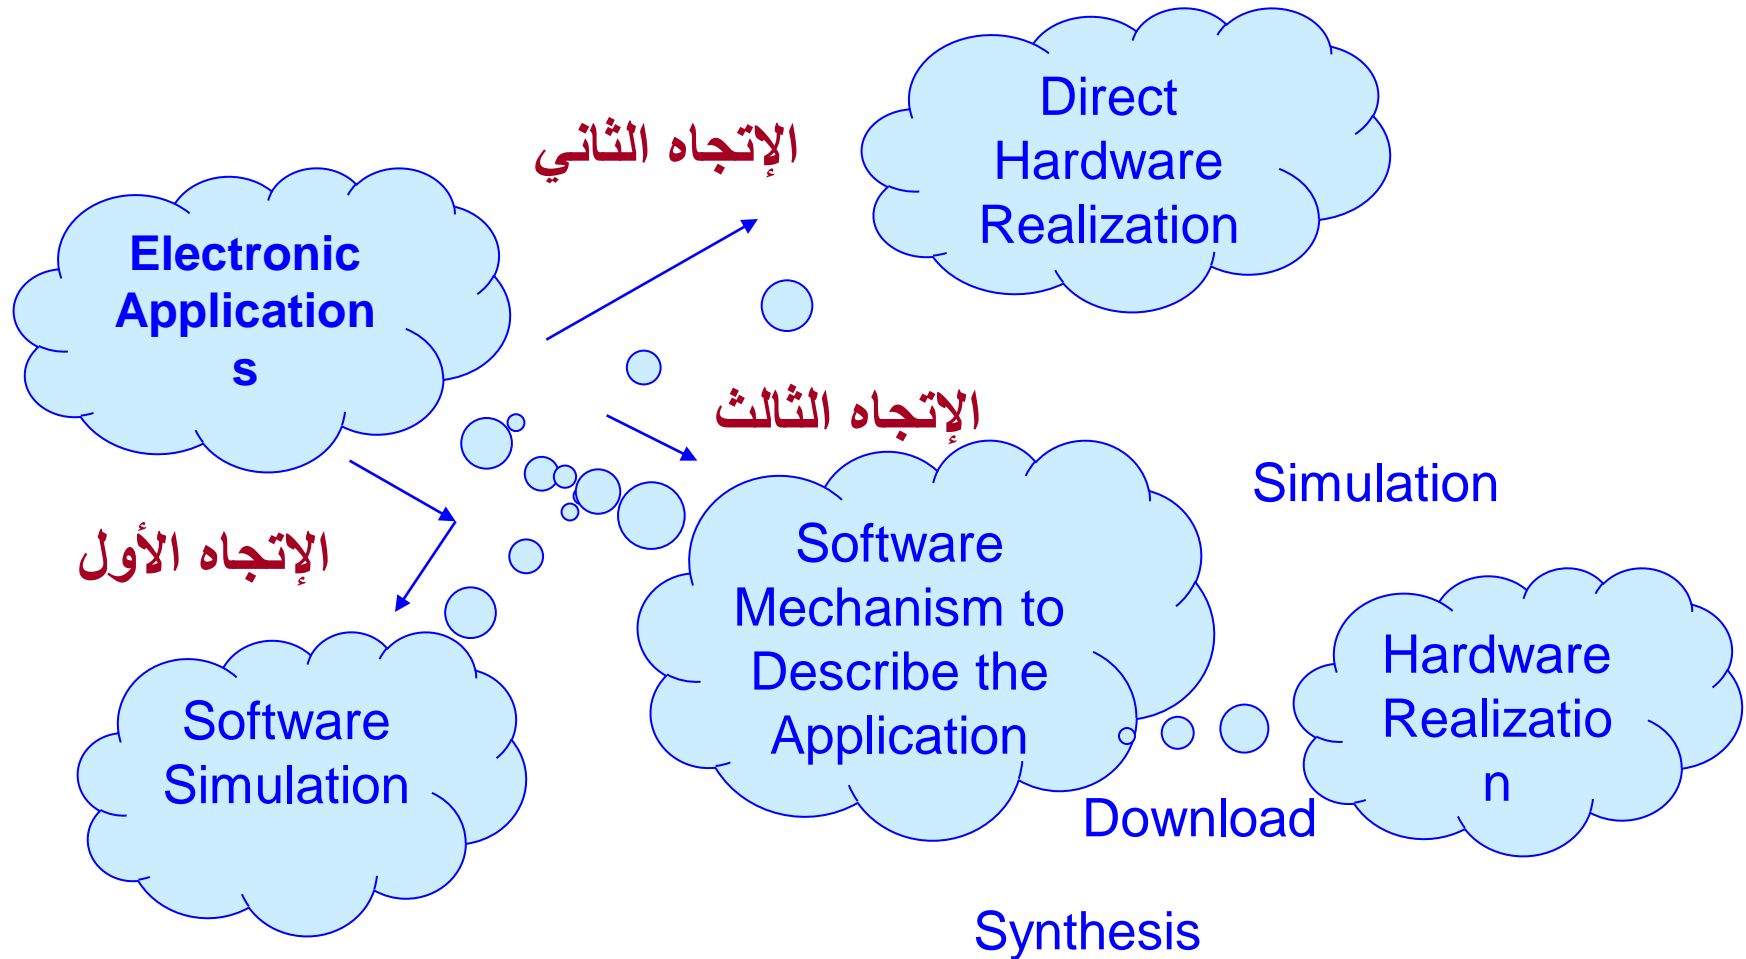 Direct
Hardware
Realization
الإتجاه الثاني
Electronic
Application
s
الإتجاه الثالث
Simulation
الإتجاه الأول
Software
Mechanism to
Describe the
Application
Hardware
Realizatio
n
Software
Simulation
Download
Synthesis